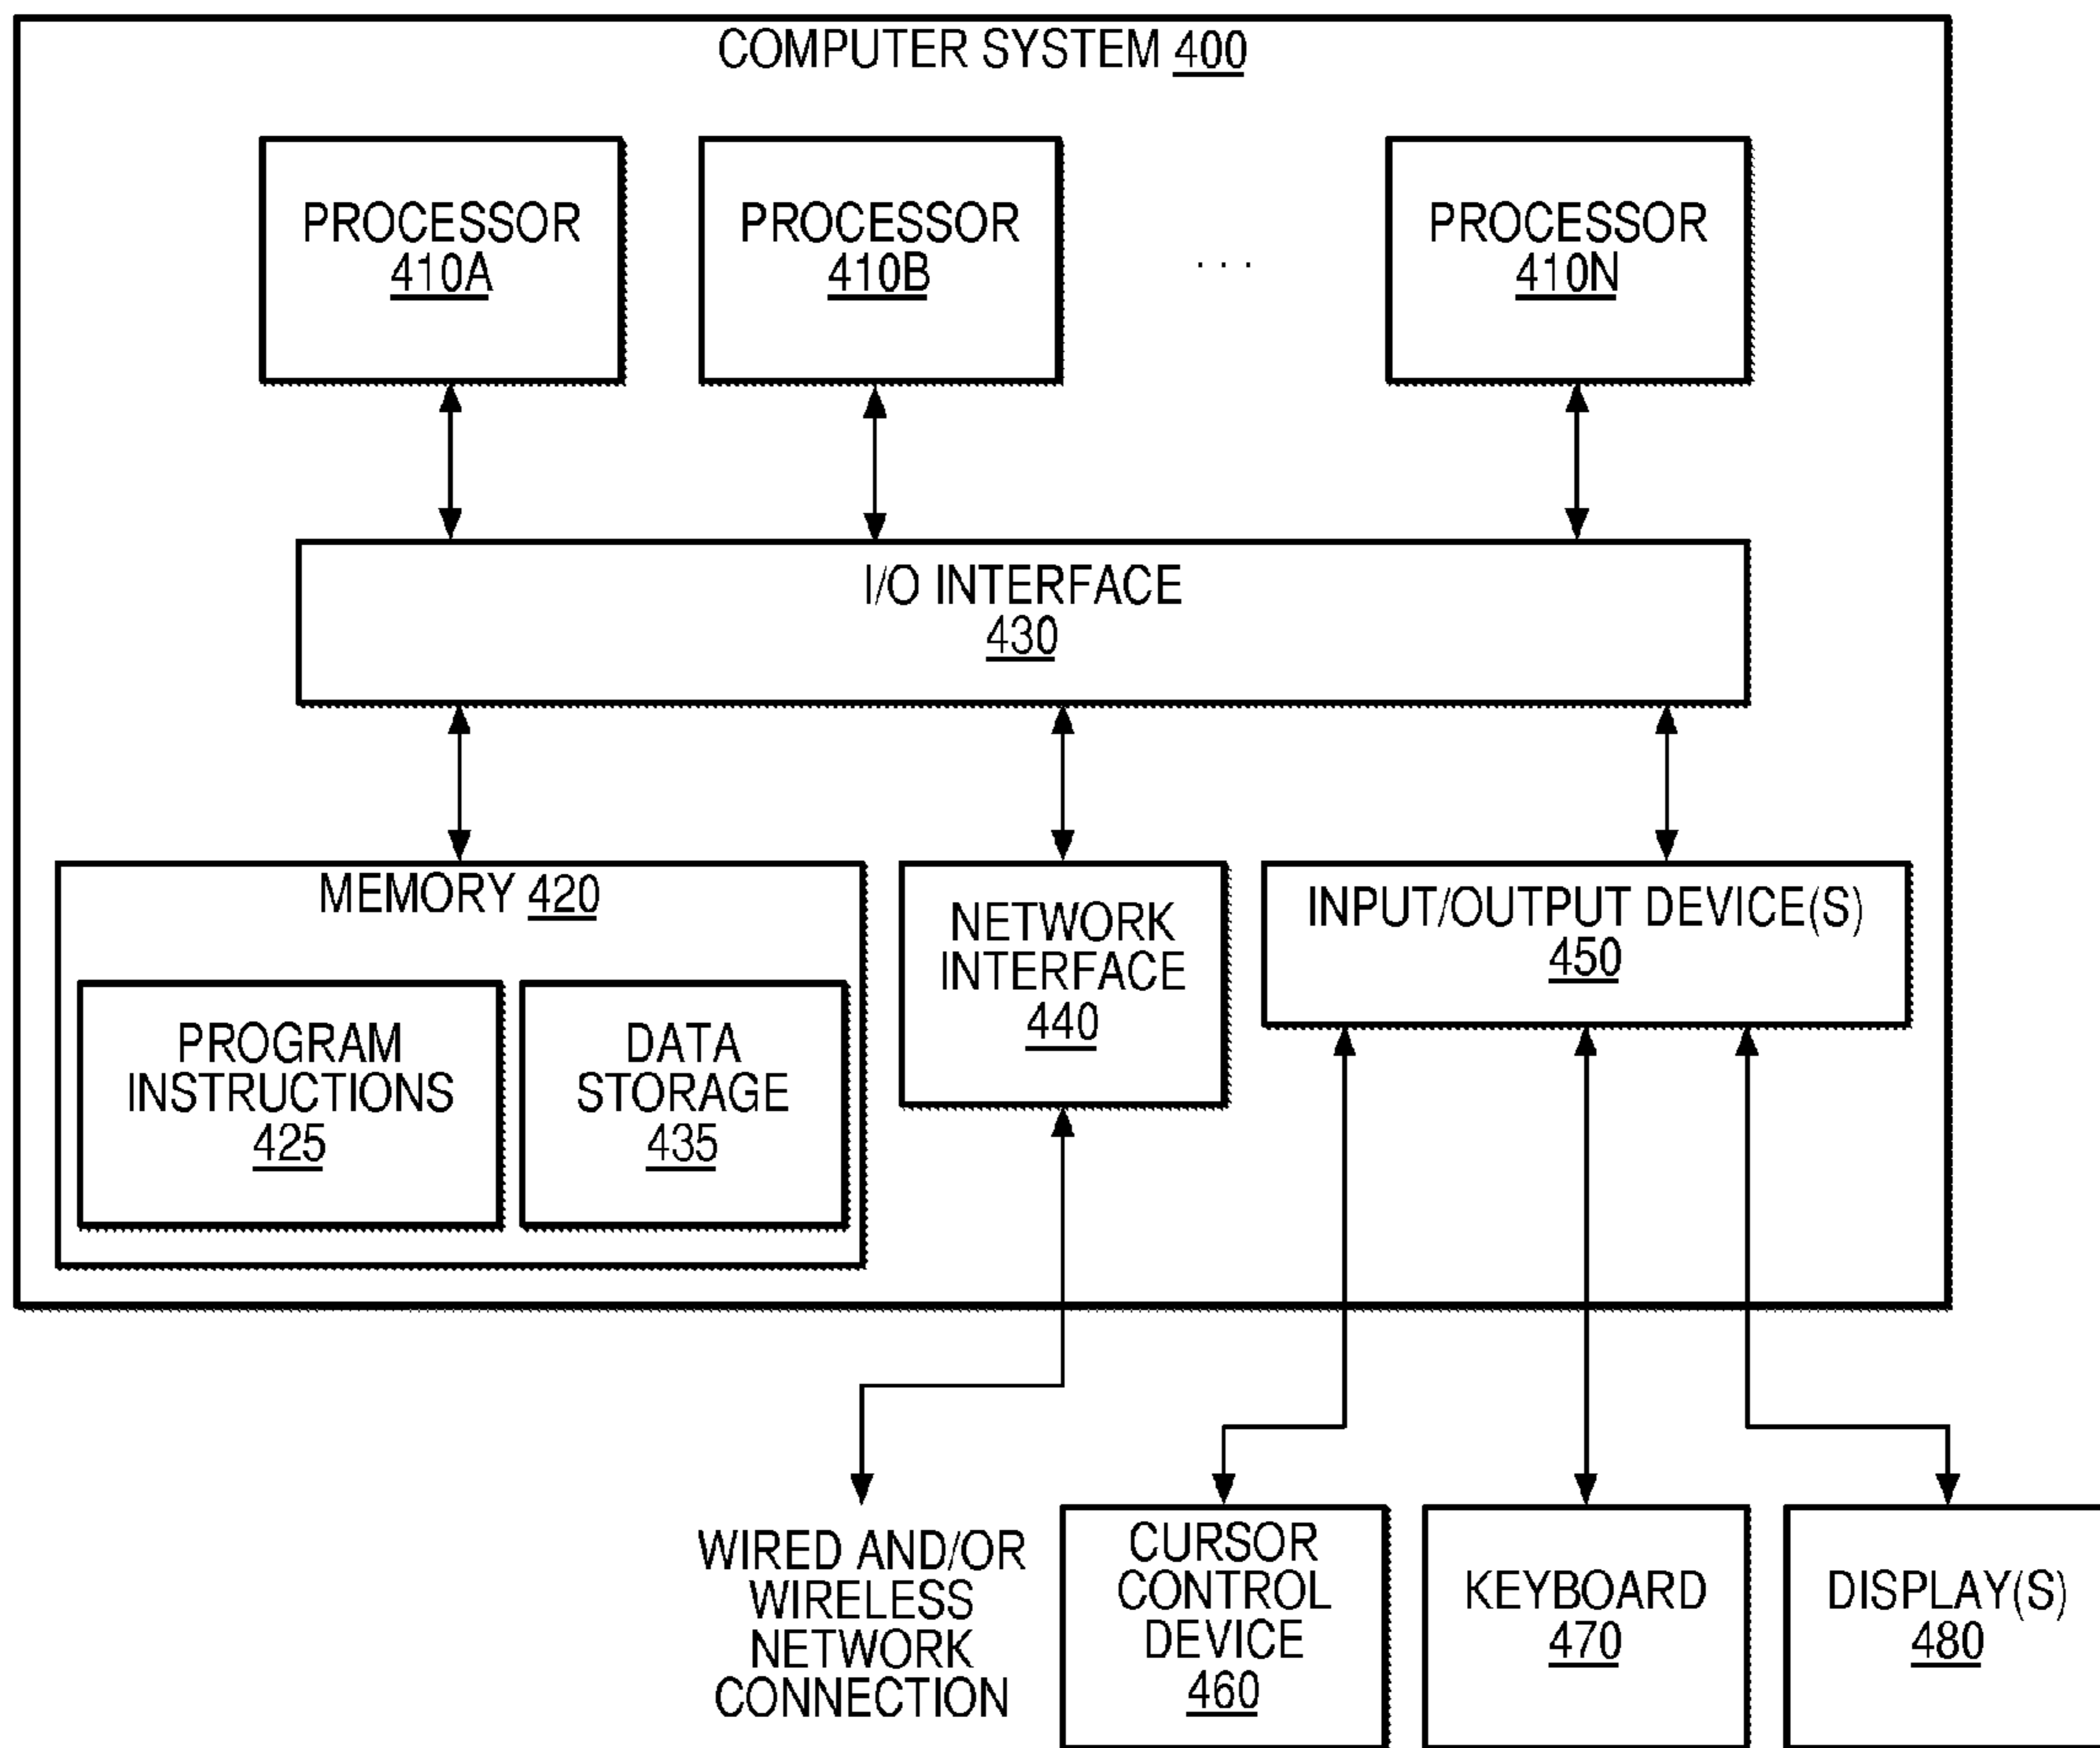 COMPUTER SYSTEM 400
PROCESSOR
410A
PROCESSOR
410B
. . .
PROCESSOR
410N
I/O INTERFACE
430
MEMORY 420
PROGRAM
INSTRUCTIONS
425
DATA
STORAGE
435
NETWORK
INTERFACE
440
INPUT/OUTPUT DEVICE(S)
450
WIRED AND/OR
WIRELESS
NETWORK
CONNECTION
CURSOR
CONTROL
DEVICE
460
KEYBOARD
470
DISPLAY(S)
480